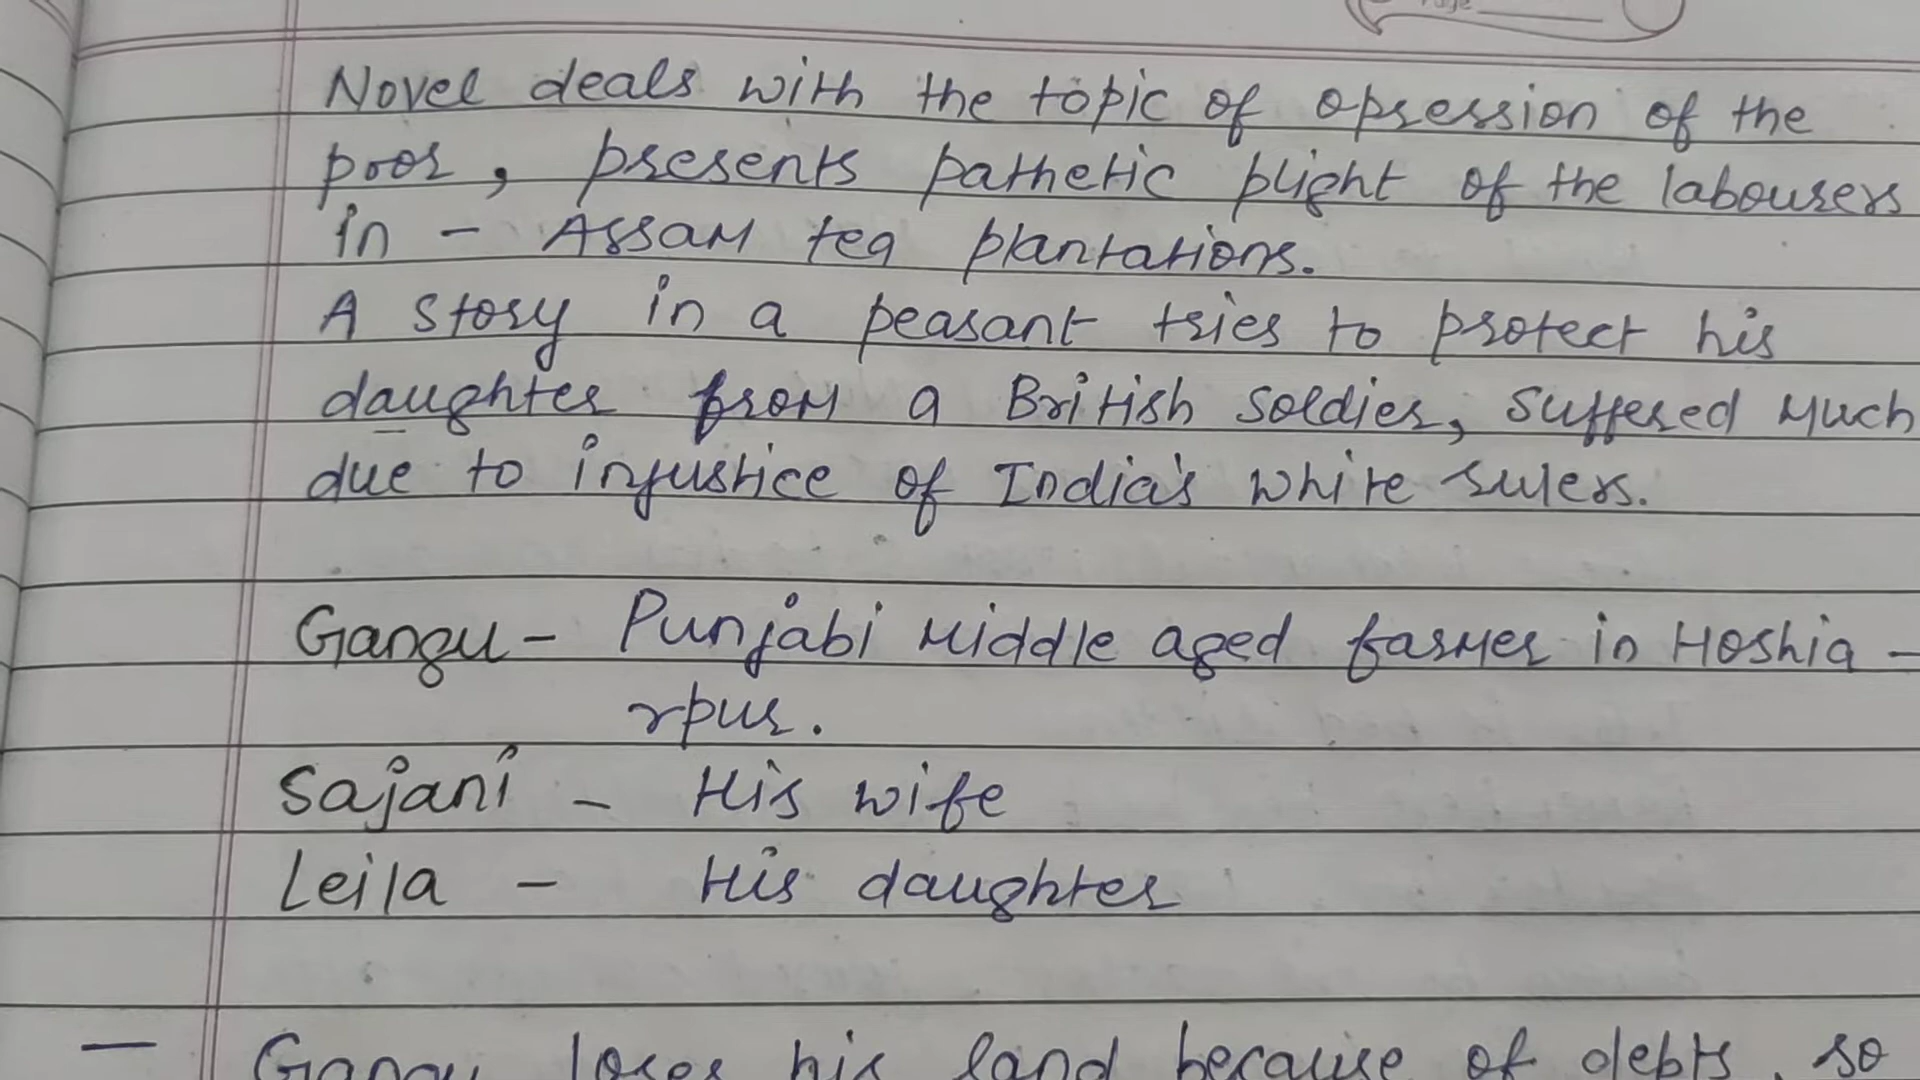 Novel deals with the topic of opression of the
poor, presents pathetic plight of the labourers
in - Assam tea plantations.
A story in a peasant tries to protect his
daughter from a British soldier, suffered much
due to injustice of India's white rulers.
Gangu - Punjabi middle aged farmer in Hoshia -
rpur.
Sajani - His wife
Leila - His daughter
— Gangu loses his land because of debts, so